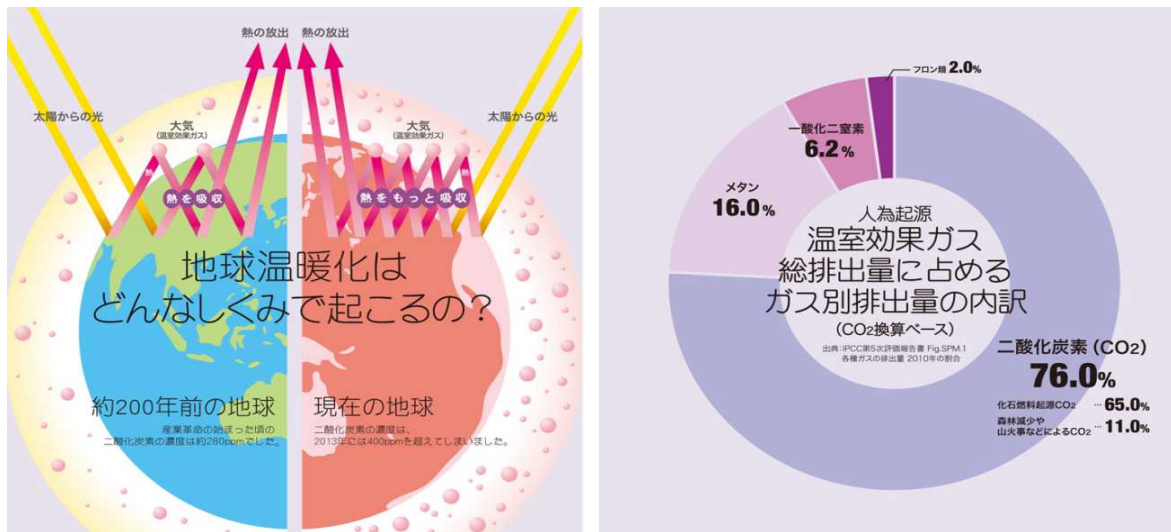 熱の放出
熱の放出
太陽からの光
大気
(温室効果ガス)
熱
熱を吸収
大気
(温室効果ガス)
太陽からの光
熱
熱をもっと吸収
地球温暖化は
どんなしくみで起こるの？
約200年前の地球
産業革命の始まった頃の
二酸化炭素の濃度は約280ppmでした。
現在の地球
二酸化炭素の濃度は、
2013年には400ppmを超えてしまいました。
フロン類 2.0%
一酸化二窒素
6.2%
メタン
16.0%
人為起源
温室効果ガス
総排出量に占める
ガス別排出量の内訳
(CO2換算ベース)
出典：IPCC第5次評価報告書 Fig.SPM.1
各種ガスの排出量 2010年の割合
二酸化炭素 (CO2)
76.0%
化石燃料起源CO2 … 65.0%
森林減少や
山火事などによるCO2 … 11.0%